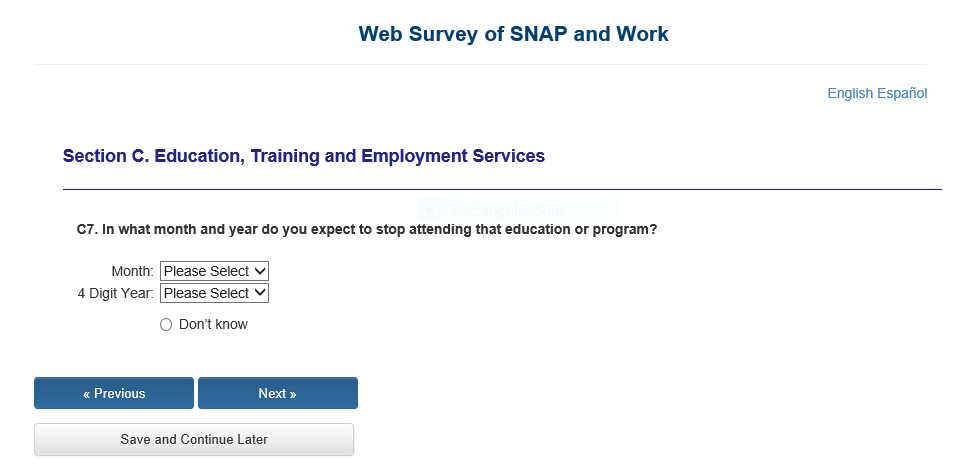 Web Survey of SNAP and Work
English Español
Section C. Education, Training and Employment Services
Rectangular Snip
C7. In what month and year do you expect to stop attending that education or program?
Month: Please Select
4 Digit Year: Please Select
Don't know
« Previous Next »
Save and Continue Later